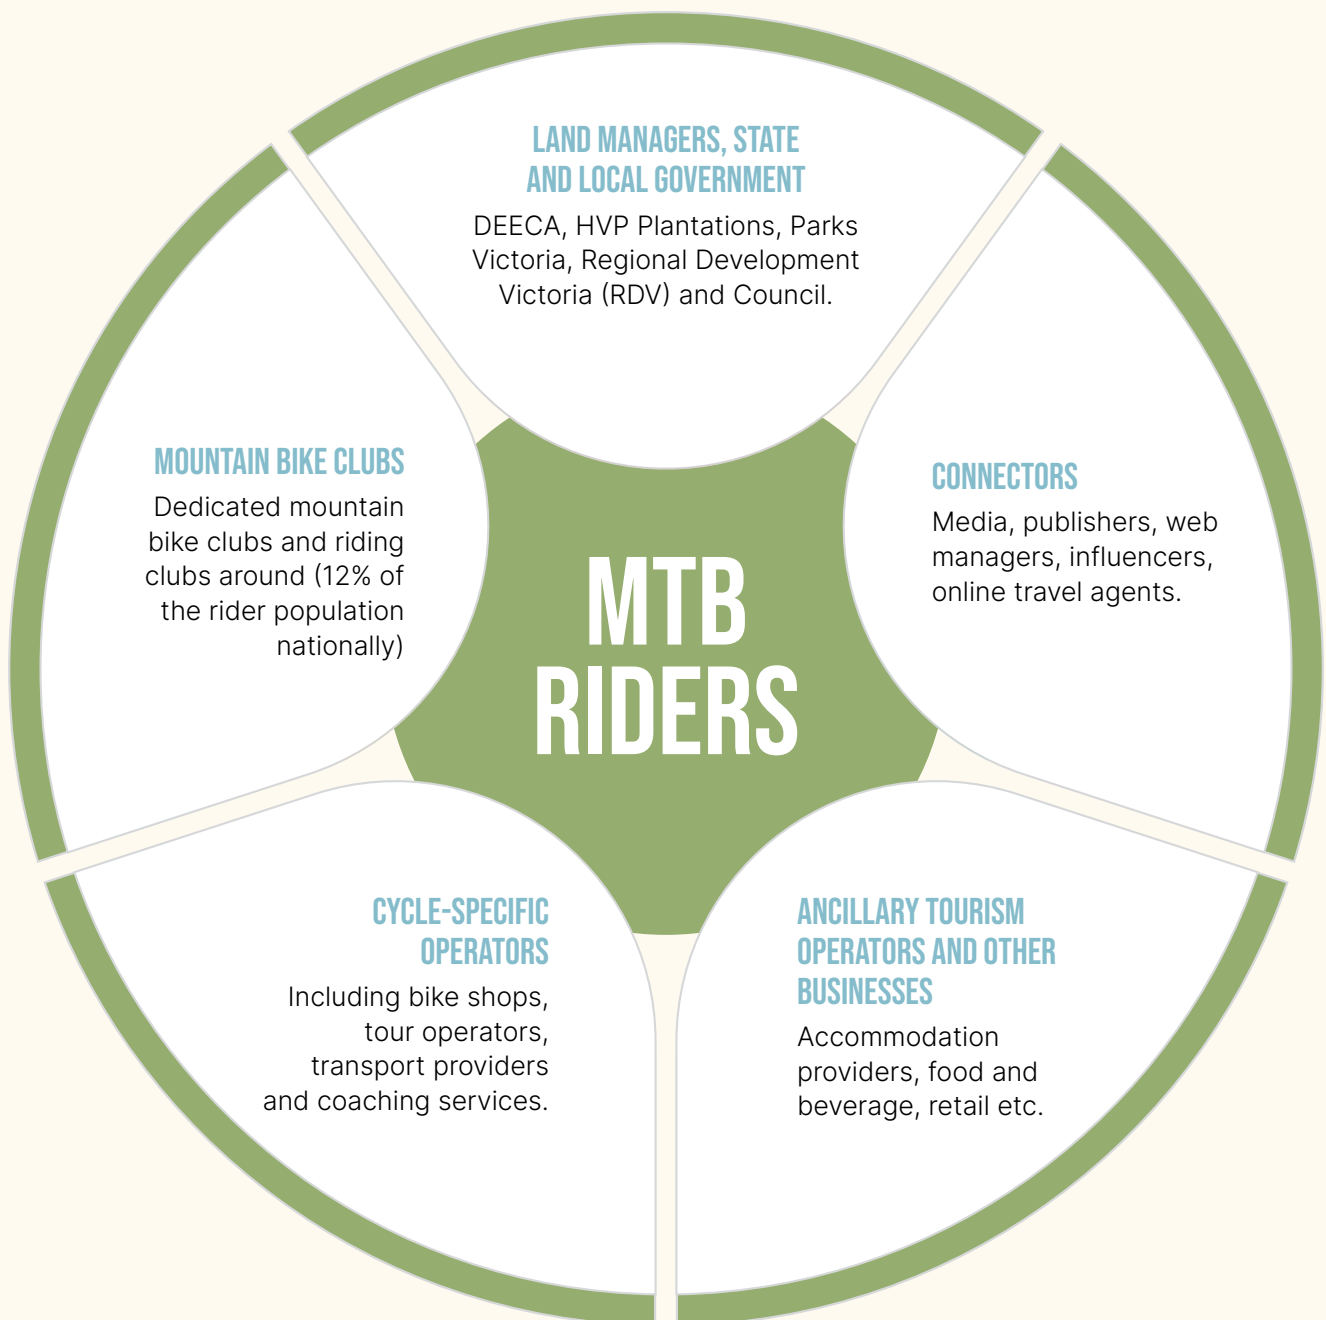 LAND MANAGERS, STATE
AND LOCAL GOVERNMENT
DEECA, HVP Plantations, Parks
Victoria, Regional Development
Victoria (RDV) and Council.
MOUNTAIN BIKE CLUBS
Dedicated mountain
bike clubs and riding
clubs around (12% of
the rider population
nationally)
CONNECTORS
Media, publishers, web
managers, influencers,
online travel agents.
MTB
RIDERS
CYCLE-SPECIFIC
OPERATORS
Including bike shops,
tour operators,
transport providers
and coaching services.
ANCILLARY TOURISM
OPERATORS AND OTHER
BUSINESSES
Accommodation
providers, food and
beverage, retail etc.